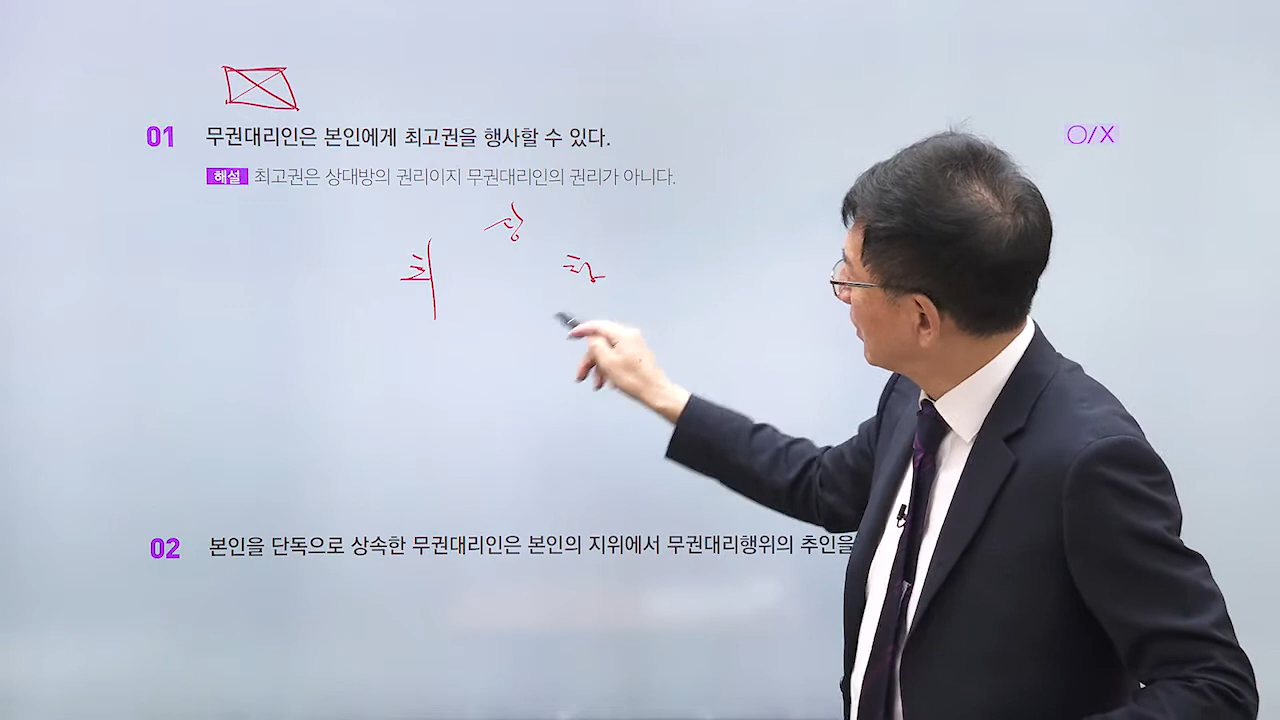 01 무권대리인은 본인에게 최고권을 행사할 수 있다. O/X
해설 최고권은 상대방의 권리이지 무권대리인의 권리가 아니다.
상
최
02 본인을 단독으로 상속한 무권대리인은 본인의 지위에서 무권대리행위의 추인을